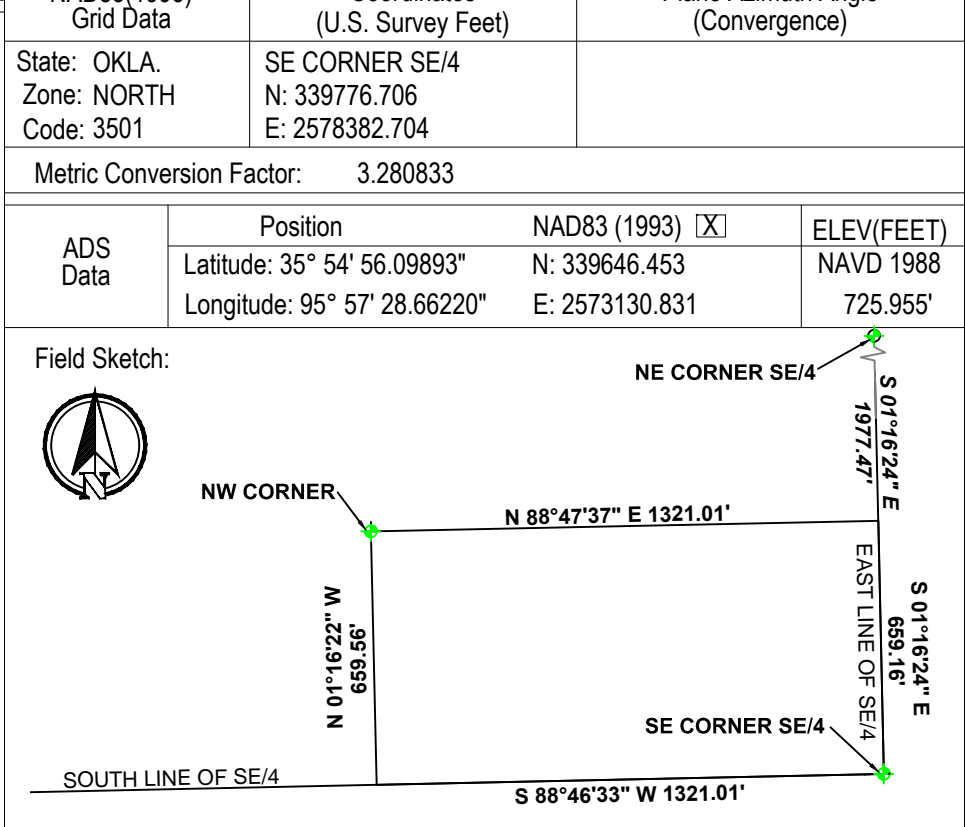 Grid Data
(U.S. Survey Feet)
(Convergence)
State: OKLA.
Zone: NORTH
Code: 3501
SE CORNER SE/4
N: 339776.706
E: 2578382.704
Metric Conversion Factor: 3.280833
ADS
Data
Position
NAD83 (1993) X
ELEV(FEET)
Latitude: 35° 54' 56.09893"
N: 339646.453
NAVD 1988
Longitude: 95° 57' 28.66220"
E: 2573130.831
725.955'
Field Sketch:
N
NE CORNER SE/4
S 01°16'24" E
1977.47'
NW CORNER
N 88°47'37" E 1321.01'
N 01°16'22" W
659.56'
EAST LINE OF SE/4
S 01°16'24" E
659.16'
SE CORNER SE/4
SOUTH LINE OF SE/4
S 88°46'33" W 1321.01'